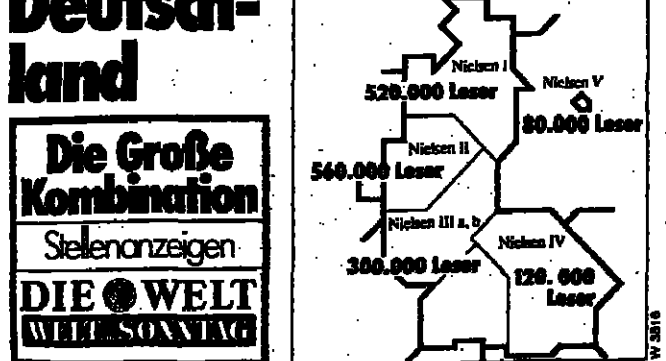 Deutsch-
land
Die Große
Kombination
Stellenanzeigen
DIE WELT
WELT SONNTAG
Nielsen I
520.000 Leser
Nielsen V
80.000 Leser
Nielsen II
560.000 Leser
Nielsen III a, b
300.000 Leser
Nielsen IV
120.000
Leser
W 3816